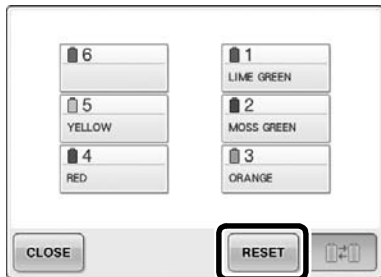 6
1
LIME GREEN
5
YELLOW
2
MOSS GREEN
4
RED
3
ORANGE
CLOSE
RESET